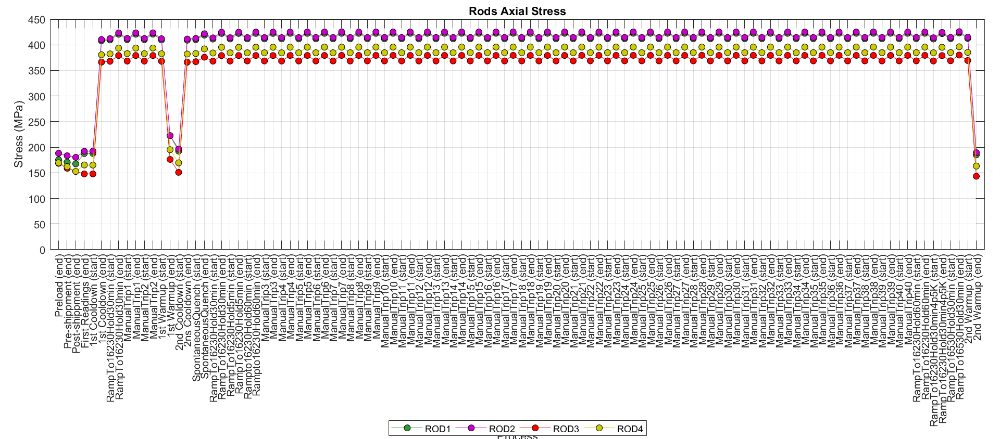 Rods Axial Stress
Stress (MPa)
450
400
350
300
250
200
150
100
50
0
Preload (end)
Pre-shippment (end
Post-shippment (end)
First Readings (end)
1st Cooldown (start)
1st Cooldown (end)
RampTo16230Hold30min (start)
RampTo16230Hold30min (end)
ManualTrip1 (start)
ManualTrip1 (end)
ManualTrip2 (start)
ManualTrip2 (end)
1st Warmup (start)
1st Warmup (end)
2nd Cooldown (start)
2ns Cooldown (end)
SpontaneousQuench (start)
SpontaneousQuench (end)
RampTo16230Hold30min (start)
RampTo16230Hold30min (end)
RampTo16230Hold5min (start)
RampTo16230Hold5min (end)
Rampto16230Hold60min (start)
Rampto16230Hold60min (end)
ManualTrip3 (start)
ManualTrip3 (end)
ManualTrip4 (start)
ManualTrip4 (end)
ManualTrip5 (start)
ManualTrip5 (end)
ManualTrip6 (start)
ManualTrip6 (end)
ManualTrip7 (start)
ManualTrip7 (end)
ManualTrip8 (start)
ManualTrip8 (end)
ManualTrip9 (start)
ManualTrip9 (end)
ManualTrip10 (start)
ManualTrip10 (end)
ManualTrip11 (start)
ManualTrip11 (end)
ManualTrip12 (start)
ManualTrip12 (end)
ManualTrip13 (start)
ManualTrip13 (end)
ManualTrip14 (start)
ManualTrip14 (end)
ManualTrip15 (start)
ManualTrip15 (end)
ManualTrip16 (start)
ManualTrip16 (end)
ManualTrip17 (start)
ManualTrip17 (end)
ManualTrip18 (start)
ManualTrip18 (end)
ManualTrip19 (start)
ManualTrip19 (end)
ManualTrip20 (start)
ManualTrip20 (end)
ManualTrip21 (start)
ManualTrip21 (end)
ManualTrip22 (start)
ManualTrip22 (end)
ManualTrip23 (start)
ManualTrip23 (end)
ManualTrip24 (start)
ManualTrip24 (end)
ManualTrip25 (start)
ManualTrip25 (end)
ManualTrip26 (start)
ManualTrip26 (end)
ManualTrip27 (start)
ManualTrip27 (end)
ManualTrip28 (start)
ManualTrip28 (end)
ManualTrip29 (start)
ManualTrip29 (end)
ManualTrip30 (start)
ManualTrip30 (end)
ManualTrip31 (start)
ManualTrip31 (end)
ManualTrip32 (start)
ManualTrip32 (end)
ManualTrip33 (start)
ManualTrip33 (end)
ManualTrip34 (start)
ManualTrip34 (end)
ManualTrip35 (start)
ManualTrip35 (end)
ManualTrip36 (start)
ManualTrip36 (end)
ManualTrip37 (start)
ManualTrip37 (end)
ManualTrip38 (start)
ManualTrip38 (end)
ManualTrip39 (start)
ManualTrip39 (end)
ManualTrip40 (start)
ManualTrip40 (end)
RampTo16230Hold60min (start)
RampTo16230Hold60min (end)
RampTo16230Hold30min4p5K (start)
RampTo16230Hold30min4p5K (end)
RampTo16530Hold30min (start)
RampTo16530Hold30min (end)
2nd Warmup (start)
2nd Warmup (end)
ROD1 ROD2 ROD3 ROD4
Process